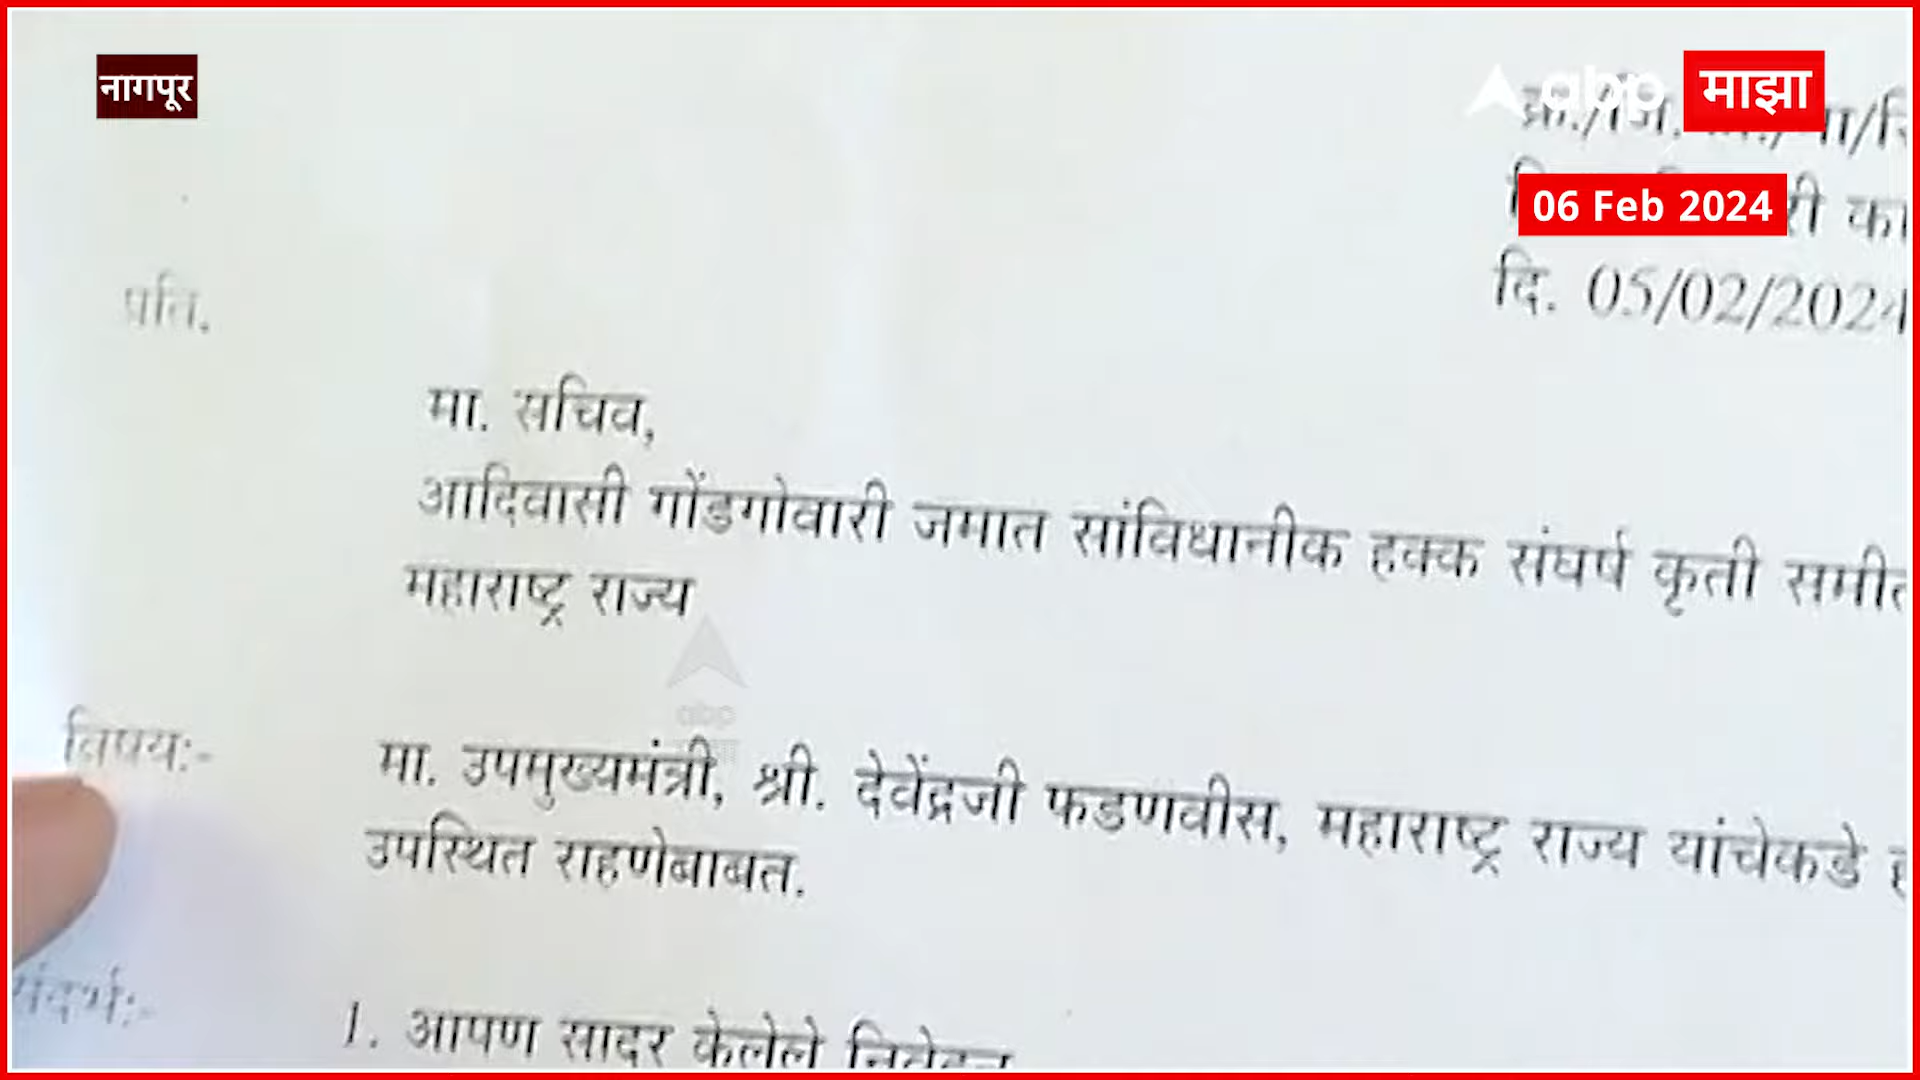 नागपूर
abp माझा
06 Feb 2024
दि. 05/02/2024
प्रति.
मा. सचिव,
आदिवासी गोंडगोवारी जमात सांविधानीक हक्क संघर्ष कृती
महाराष्ट्र राज्य
abp
विषय:-
मा. उपमुख्यमंत्री, श्री. देवेंद्रजी फडणवीस, महाराष्ट्र राज्य यांचेकडे
उपस्थित राहणेबाबत.
संदर्भ:-
1. आपण सादर केलेले निवेदन